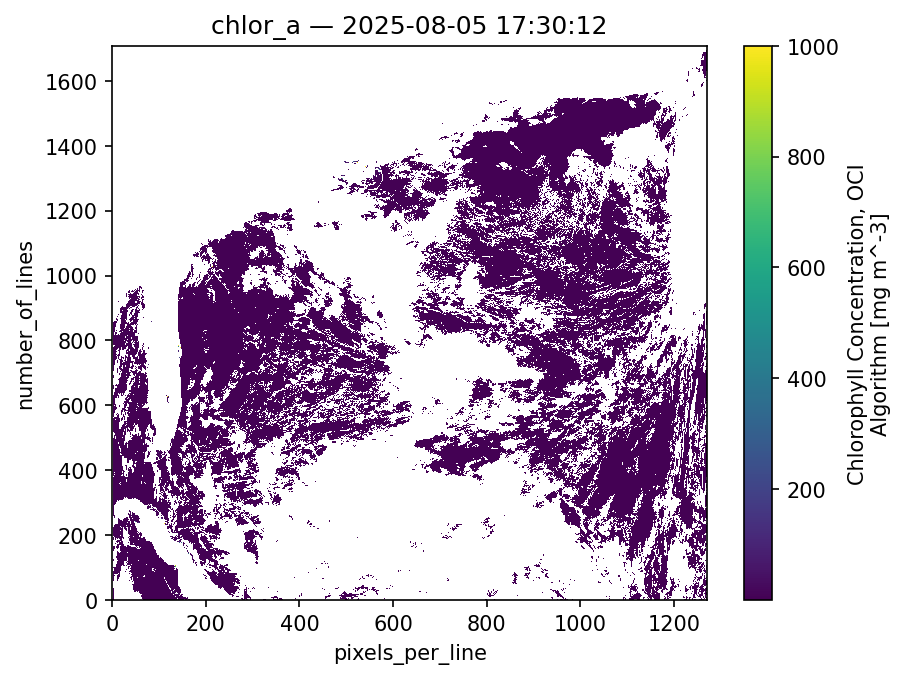 chlor_a — 2025-08-05 17:30:12
1600
1400
1200
1000
800
600
400
200
0
number_of_lines
0 200 400 600 800 1000 1200
pixels_per_line
1000
800
600
400
200
Chlorophyll Concentration, OCI
Algorithm [mg m^-3]